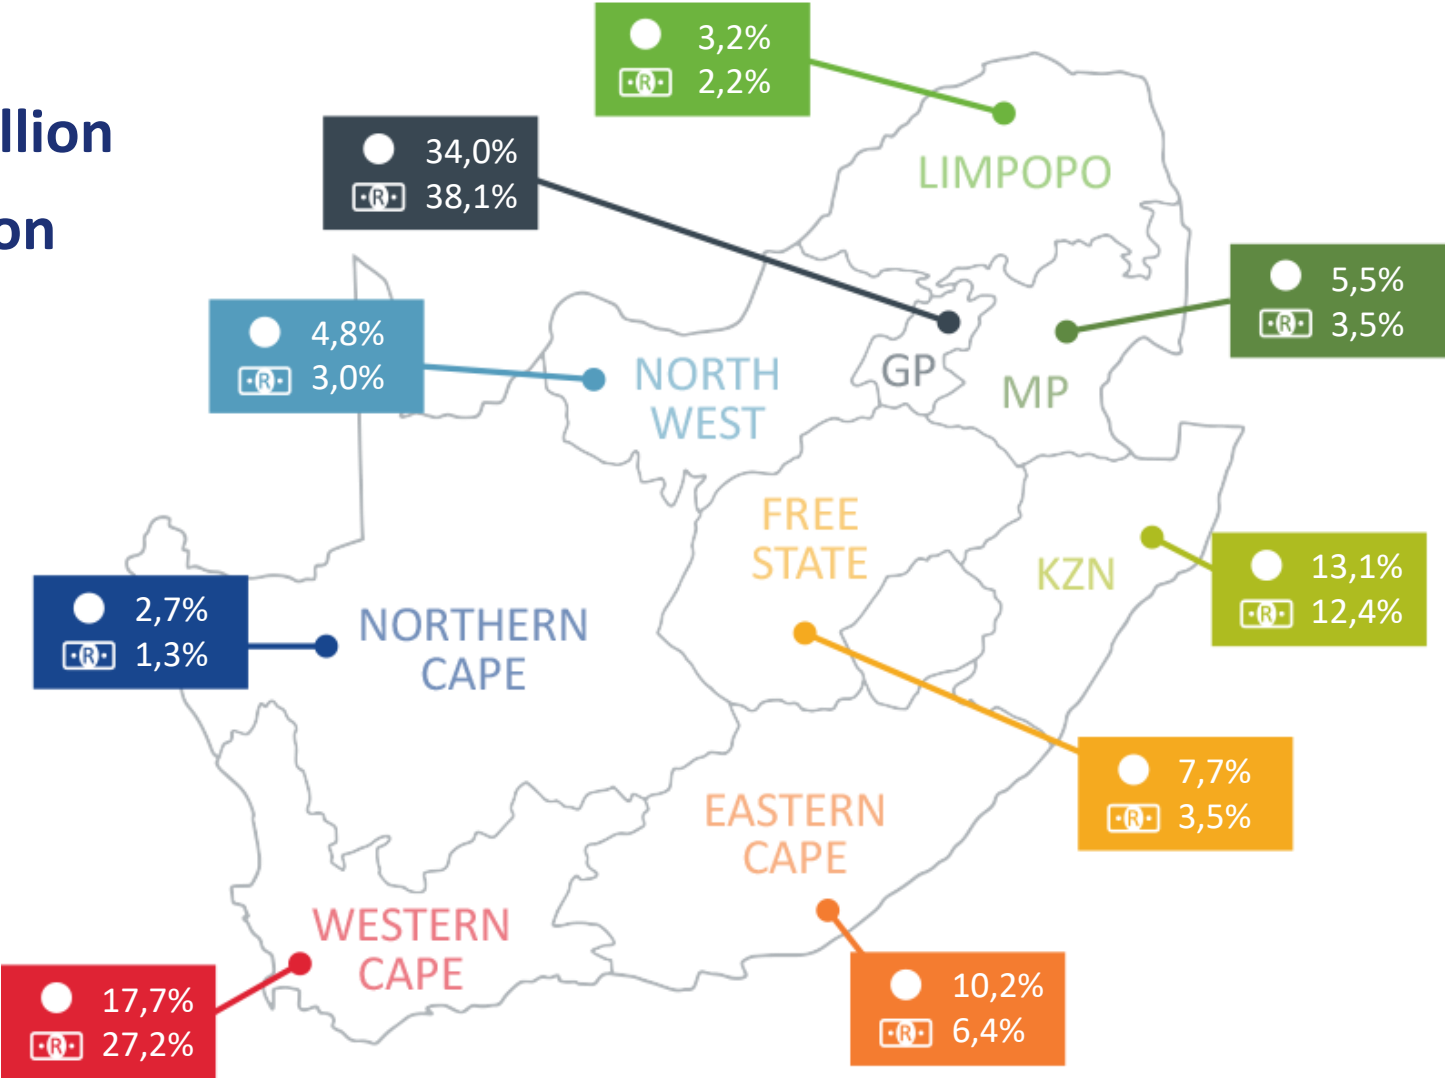 3,2%
R 2,2%
llion
34,0%
R 38,1%
on
LIMPOPO
5,5%
R 3,5%
4,8%
R 3,0%
NORTH
WEST
GP
MP
FREE
STATE
KZN
13,1%
R 12,4%
2,7%
R 1,3%
NORTHERN
CAPE
7,7%
R 3,5%
EASTERN
CAPE
WESTERN
CAPE
17,7%
R 27,2%
10,2%
R 6,4%